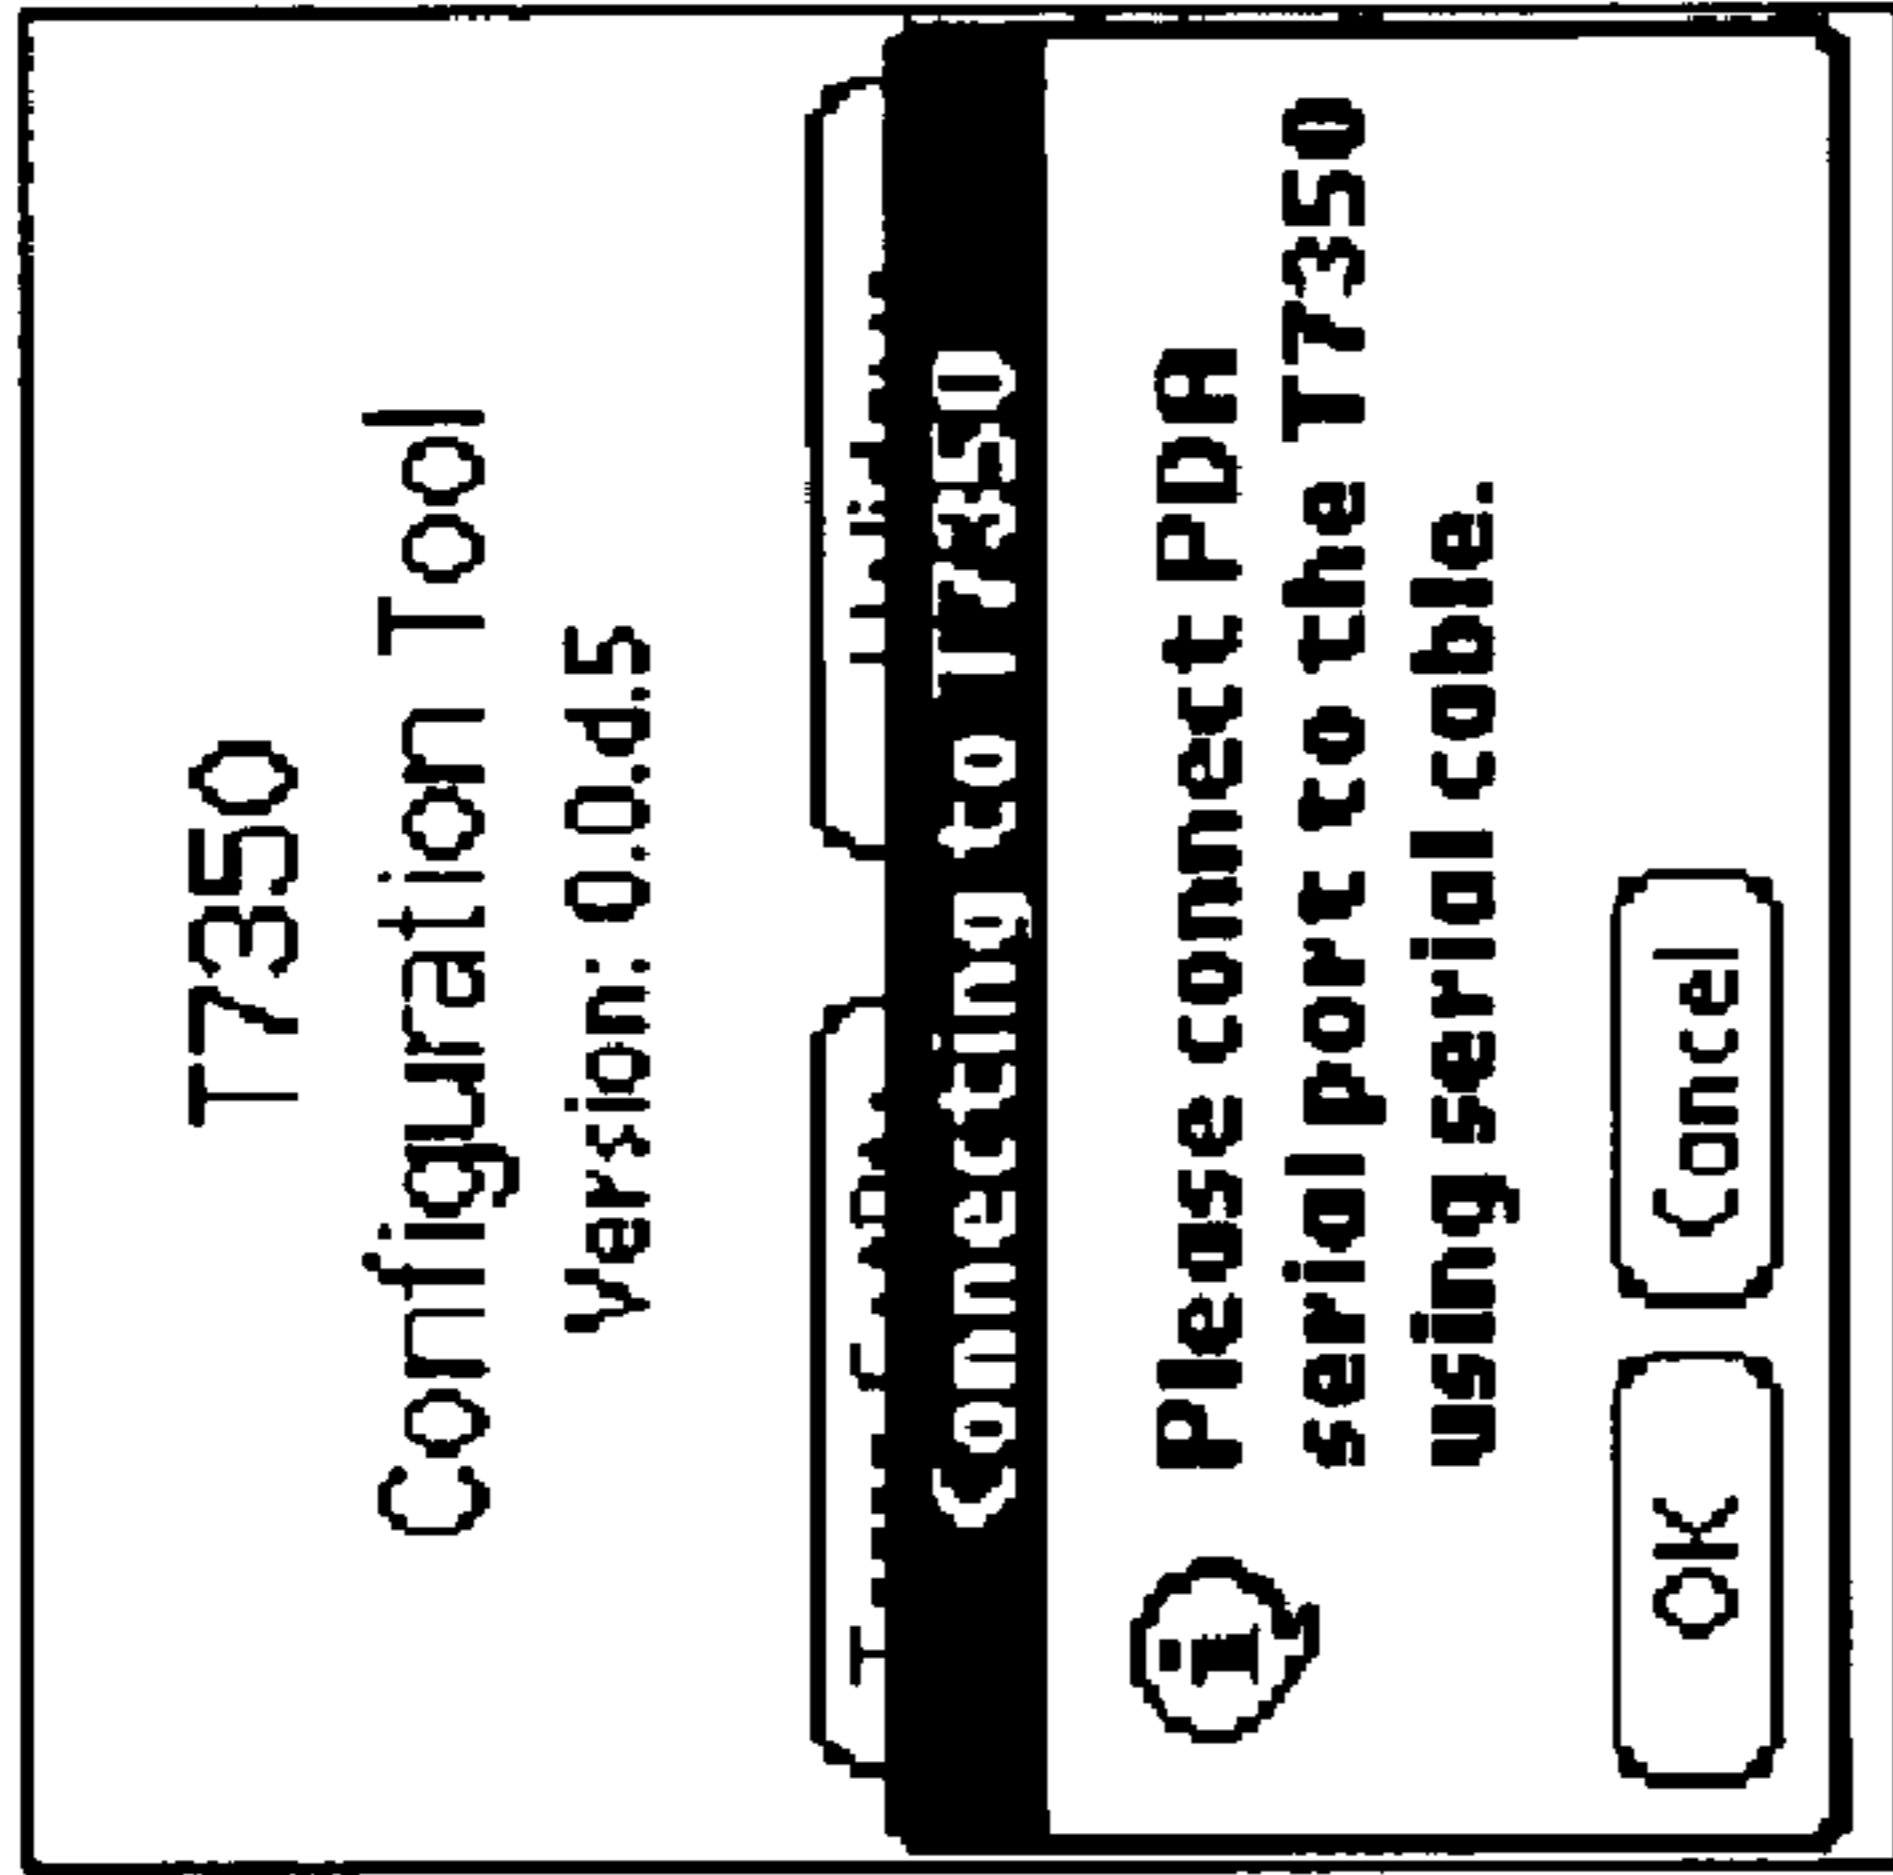 T7350
Configuration Tool
Version: 0.0.d.5
Connecting to T7350
Please connect PDA
serial port to the T7350
using serial cable.
OK
Cancel